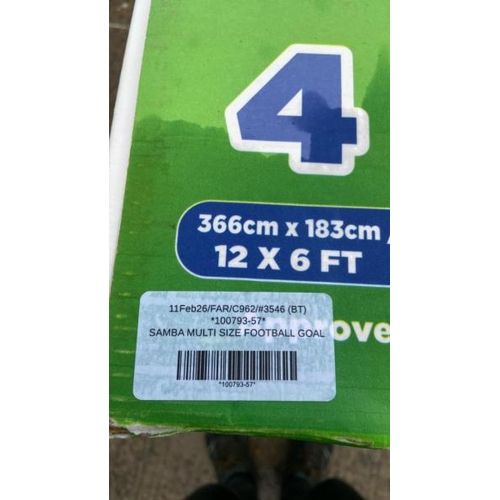 4
366cm x 183cm /
12 X 6 FT
11Feb26/FAR/C962/#3546 (BT)
*100793-57*
SAMBA MULTI SIZE FOOTBALL GOAL
*100793-57*